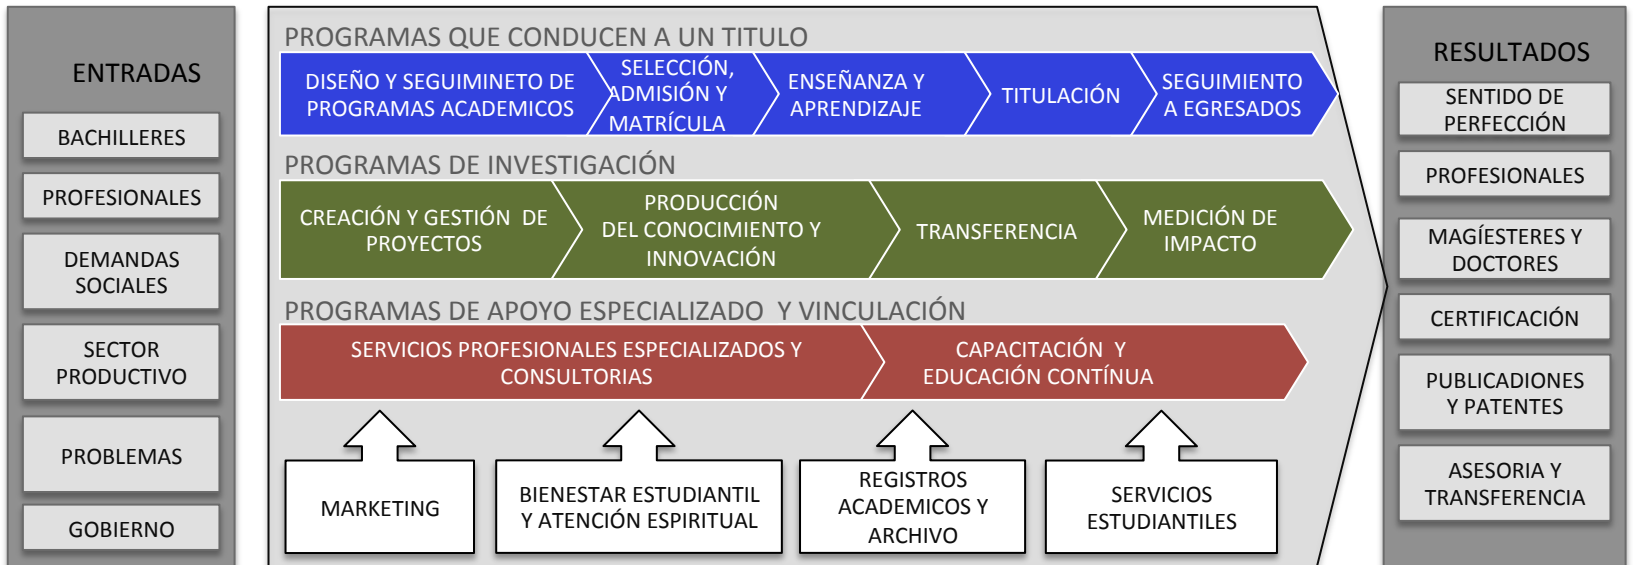 ENTRADAS
BACHILLERES
PROFESIONALES
DEMANDAS
SOCIALES
SECTOR
PRODUCTIVO
PROBLEMAS
GOBIERNO
PROGRAMAS QUE CONDUCEN A UN TITULO
DISEÑO Y SEGUIMINETO DE
PROGRAMAS ACADEMICOS
SELECCIÓN,
ADMISIÓN Y
MATRÍCULA
ENSEÑANZA Y
APRENDIZAJE
TITULACIÓN
SEGUIMIENTO
A EGRESADOS
PROGRAMAS DE INVESTIGACIÓN
CREACIÓN Y GESTIÓN DE
PROYECTOS
PRODUCCIÓN
DEL CONOCIMIENTO Y
INNOVACIÓN
TRANSFERENCIA
MEDICIÓN DE
IMPACTO
PROGRAMAS DE APOYO ESPECIALIZADO Y VINCULACIÓN
SERVICIOS PROFESIONALES ESPECIALIZADOS Y
CONSULTORIAS
CAPACITACIÓN Y
EDUCACIÓN CONTÍNUA
MARKETING
BIENESTAR ESTUDIANTIL
Y ATENCIÓN ESPIRITUAL
REGISTROS
ACADEMICOS Y
ARCHIVO
SERVICIOS
ESTUDIANTILES
RESULTADOS
SENTIDO DE
PERFECCIÓN
PROFESIONALES
MAGÍESTERES Y
DOCTORES
CERTIFICACIÓN
PUBLICADIONES
Y PATENTES
ASESORIA Y
TRANSFERENCIA